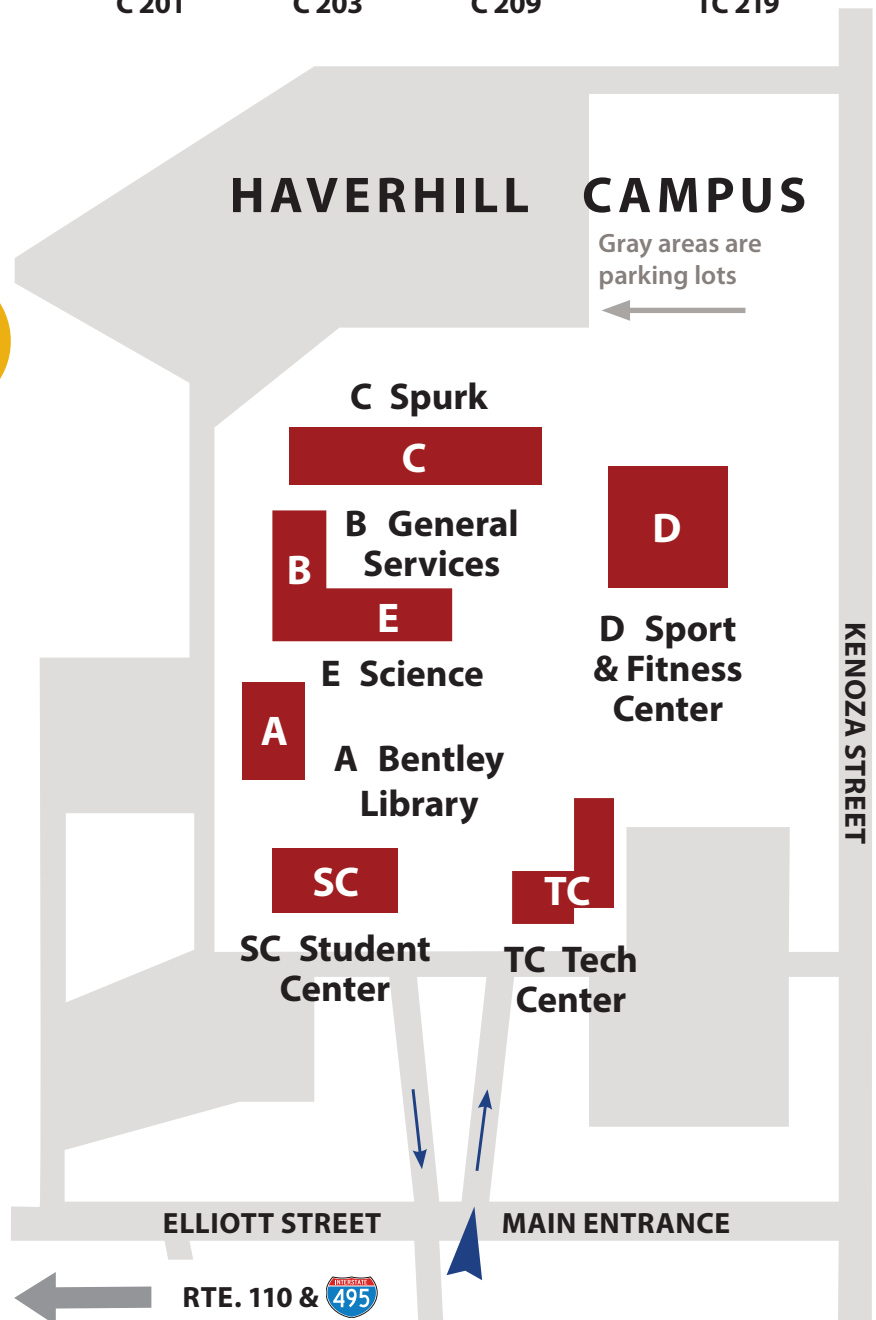 C 201 C 203 C 209 TC 219
HAVERHILL CAMPUS
Gray areas are
parking lots
C Spurk
C
B General
Services
B
D
E
D Sport
& Fitness
Center
E Science
KENOZA STREET
A
A Bentley
Library
SC
TC
SC Student
Center
TC Tech
Center
ELLIOTT STREET
MAIN ENTRANCE
RTE. 110 & INTERSTATE 495